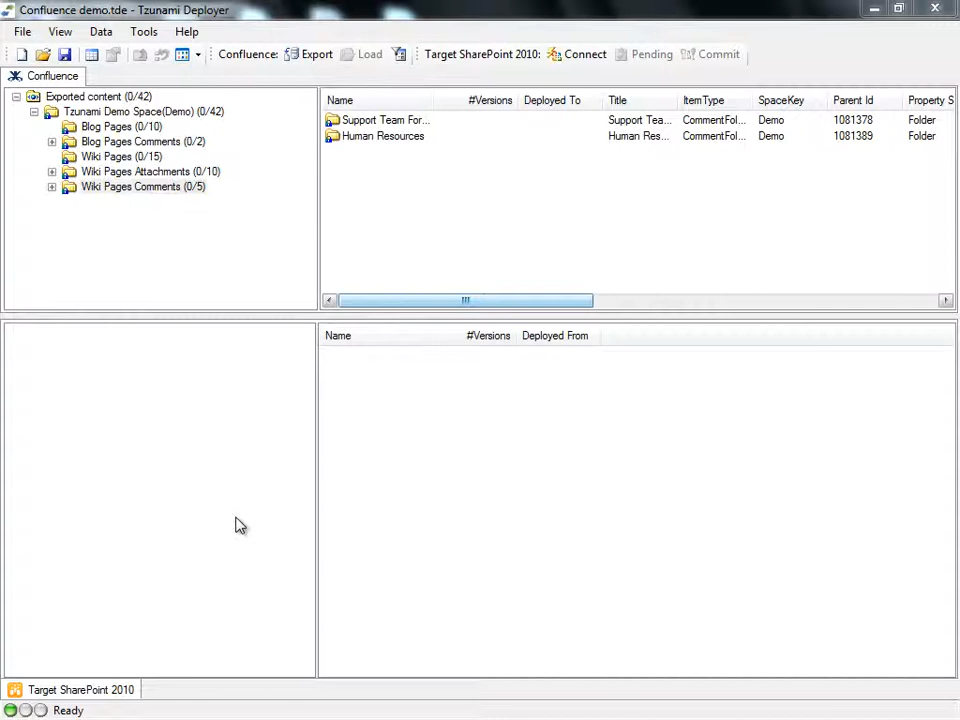 Confluence demo.tde - Tzunami Deployer
File View Data Tools Help
Confluence: Export Load Target SharePoint 2010: Connect Pending Commit
Confluence
Exported content (0/42)
Tzunami Demo Space(Demo) (0/42)
Blog Pages (0/10)
Blog Pages Comments (0/2)
Wiki Pages (0/15)
Wiki Pages Attachments (0/10)
Wiki Pages Comments (0/5)
Name #Versions Deployed To Title ItemType SpaceKey Parent Id Property S
Support Team For... Support Tea... CommentFol... Demo 1081378 Folder
Human Resources Human Res... CommentFol... Demo 1081389 Folder
Name #Versions Deployed From
Target SharePoint 2010
Ready